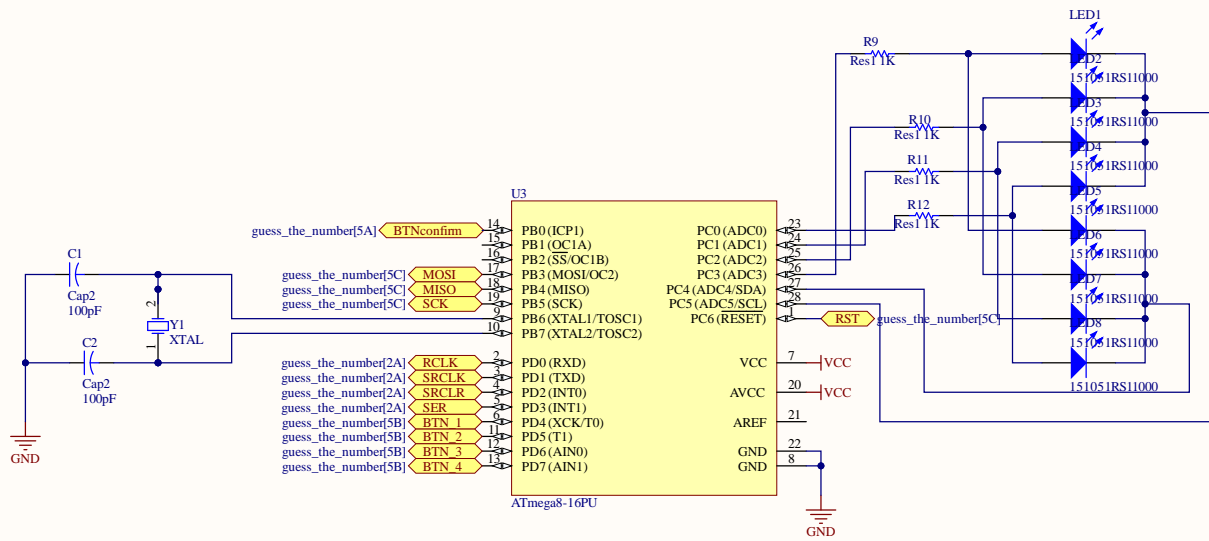 LED1
R9
Res1 1K
LED2
151051RS11000
LED3
R10
Res1 1K
151051RS11000
LED4
R11
Res1 1K
151051RS11000
LED5
R12
Res1 1K
151051RS11000
LED6
151051RS11000
LED7
151051RS11000
LED8
151051RS11000
151051RS11000
U3
guess_the_number[5A] BTNconfirm 14 PB0 (ICP1) PC0 (ADC0) 23
15 PB1 (OC1A) PC1 (ADC1) 24
16 PB2 (SS/OC1B) PC2 (ADC2) 25
guess_the_number[5C] MOSI 17 PB3 (MOSI/OC2) PC3 (ADC3) 26
guess_the_number[5C] MISO 18 PB4 (MISO) PC4 (ADC4/SDA) 27
guess_the_number[5C] SCK 19 PB5 (SCK) PC5 (ADC5/SCL) 28
9 PB6 (XTAL1/TOSC1) PC6 (RESET) 1 RST guess_the_number[5C]
10 PB7 (XTAL2/TOSC2)
guess_the_number[2A] RCLK 2 PD0 (RXD) VCC 7 VCC
guess_the_number[2A] SRCLK 3 PD1 (TXD)
guess_the_number[2A] SRCLR 4 PD2 (INT0) AVCC 20 VCC
guess_the_number[2A] SER 5 PD3 (INT1)
guess_the_number[5B] BTN_1 6 PD4 (XCK/T0) AREF 21
guess_the_number[5B] BTN_2 11 PD5 (T1)
guess_the_number[5B] BTN_3 12 PD6 (AIN0) GND 22
guess_the_number[5B] BTN_4 13 PD7 (AIN1) GND 8
ATmega8-16PU
GND
C1
Cap2
100pF
2
Y1
XTAL
1
C2
Cap2
100pF
GND